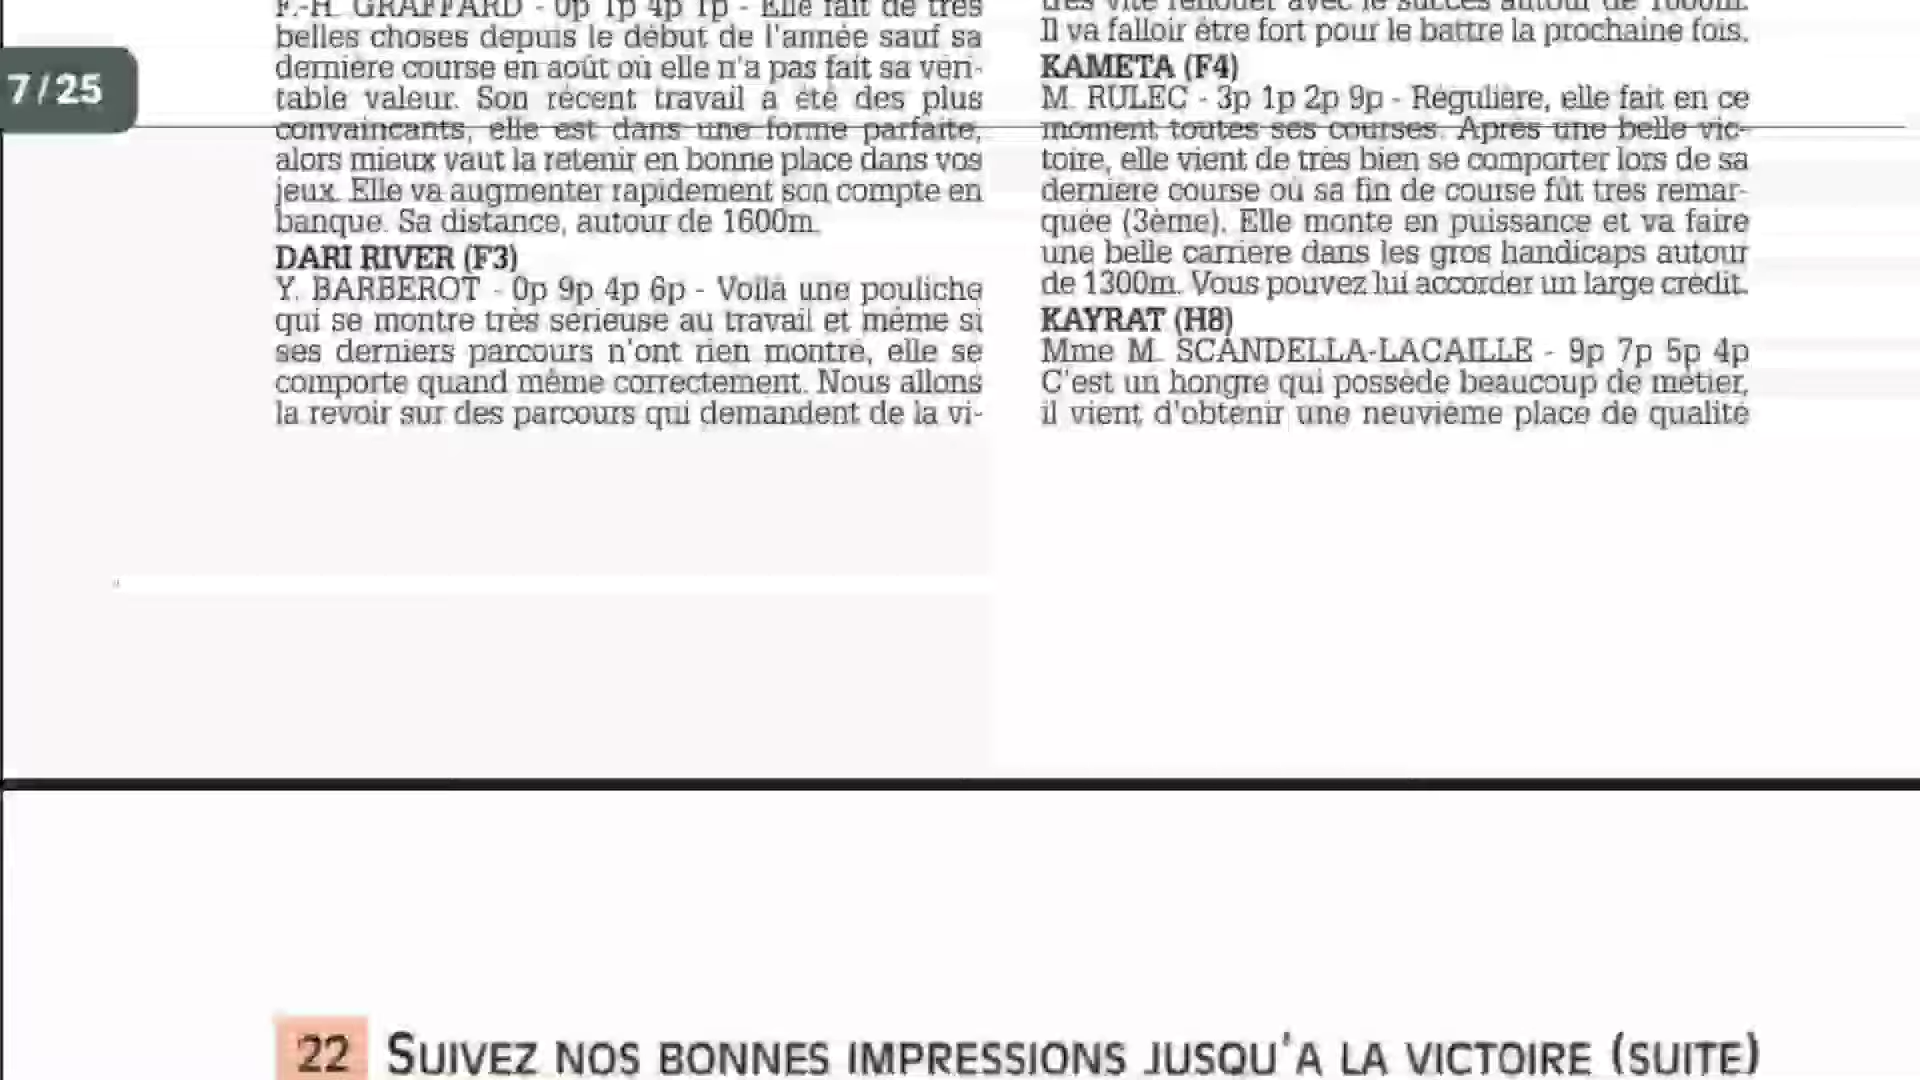 7/25
F.-H. GRAFFARD - 0p 1p 4p 1p - Elle fait de très
belles choses depuis le début de l'année sauf sa
dernière course en août où elle n'a pas fait sa véri-
table valeur. Son récent travail a été des plus
convaincants, elle est dans une forme parfaite,
alors mieux vaut la retenir en bonne place dans vos
jeux. Elle va augmenter rapidement son compte en
banque. Sa distance, autour de 1600m.
DARI RIVER (F3)
Y. BARBEROT - 0p 9p 4p 6p - Voilà une pouliche
qui se montre très sérieuse au travail et même si
ses derniers parcours n'ont rien montré, elle se
comporte quand même correctement. Nous allons
la revoir sur des parcours qui demandent de la vi-
très vite renouer avec le succès autour de 1000m.
Il va falloir être fort pour le battre la prochaine fois.
KAMETA (F4)
M. RULEC - 3p 1p 2p 9p - Régulière, elle fait en ce
moment toutes ses courses. Après une belle vic-
toire, elle vient de très bien se comporter lors de sa
dernière course où sa fin de course fût très remar-
quée (3ème). Elle monte en puissance et va faire
une belle carrière dans les gros handicaps autour
de 1300m. Vous pouvez lui accorder un large crédit.
KAYRAT (H8)
Mme M. SCANDELLA-LACAILLE - 9p 7p 5p 4p
C'est un hongre qui possède beaucoup de métier,
il vient d'obtenir une neuvième place de qualité
22 SUIVEZ NOS BONNES IMPRESSIONS JUSQU'A LA VICTOIRE (SUITE)